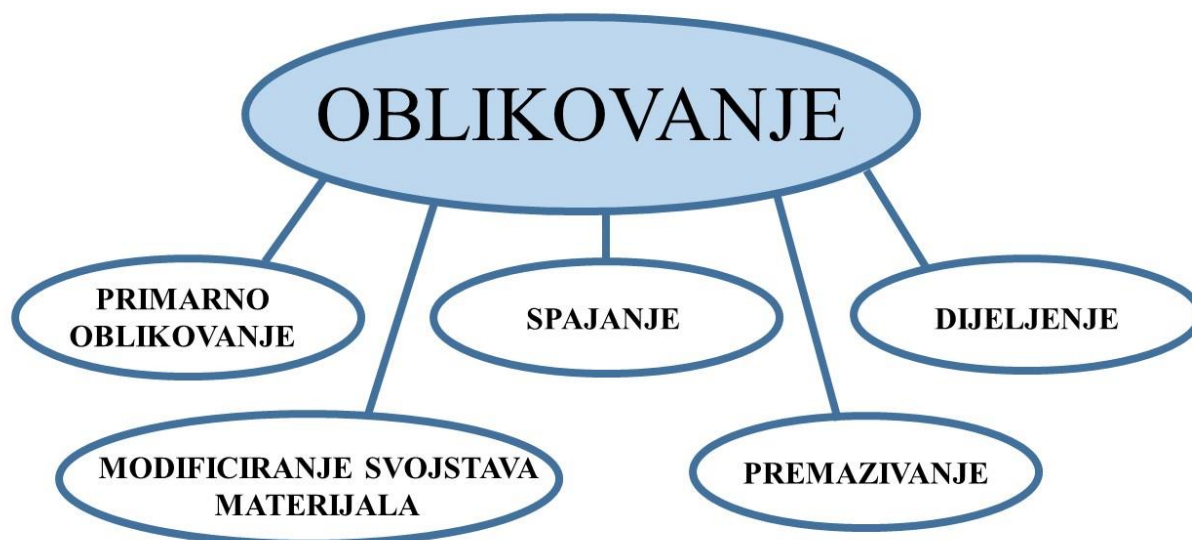 OBLIKOVANJE
PRIMARNO
OBLIKOVANJE
SPAJANJE
DIJELJENJE
MODIFICIRANJE SVOJSTAVA
MATERIJALA
PREMAZIVANJE